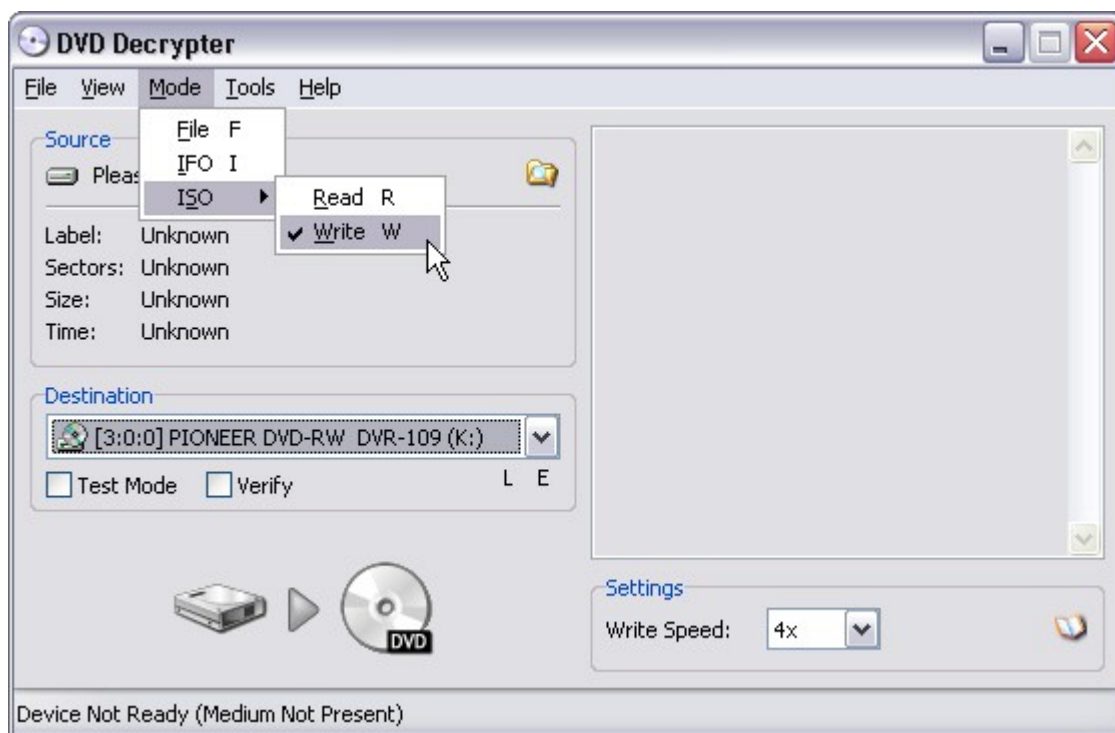 DVD Decrypter
File View Mode Tools Help
File F
IFO I
ISO
Read R
Write W
Source
Pleas
Label: Unknown
Sectors: Unknown
Size: Unknown
Time: Unknown
Destination
[3:0:0] PIONEER DVD-RW DVR-109 (K:)
Test Mode Verify L E
DVD
Settings
Write Speed: 4x
Device Not Ready (Medium Not Present)